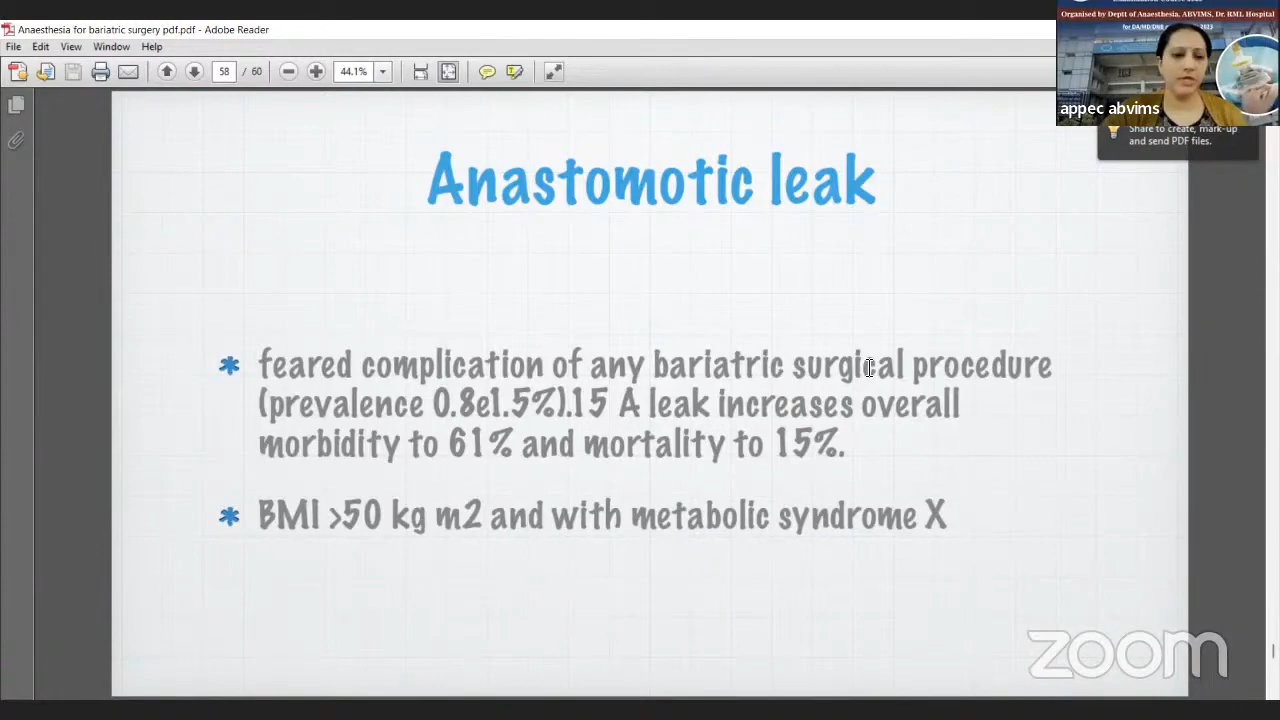 Anaesthesia for bariatric surgery pdf.pdf - Adobe Reader
Organised by Deptt of Anaesthesia, ABVIMS, Dr. RML Hospital
File Edit View Window Help
58 / 60 44.1%
appec abvims
Share to create, mark-up
and send PDF files.
Anastomotic leak
feared complication of any bariatric surgical procedure
(prevalence 0.8e1.5%).15 A leak increases overall
morbidity to 61% and mortality to 15%.
BMI >50 kg m2 and with metabolic syndrome X
zoom